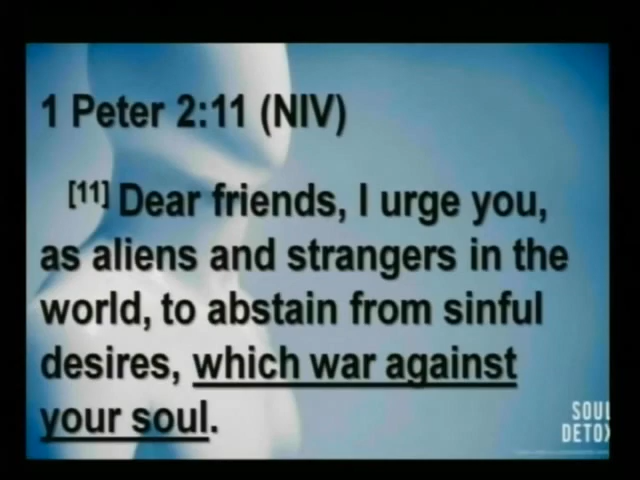 1 Peter 2:11 (NIV)
[11] Dear friends, I urge you,
as aliens and strangers in the
world, to abstain from sinful
desires, which war against
your soul.
SOUL
DETOX